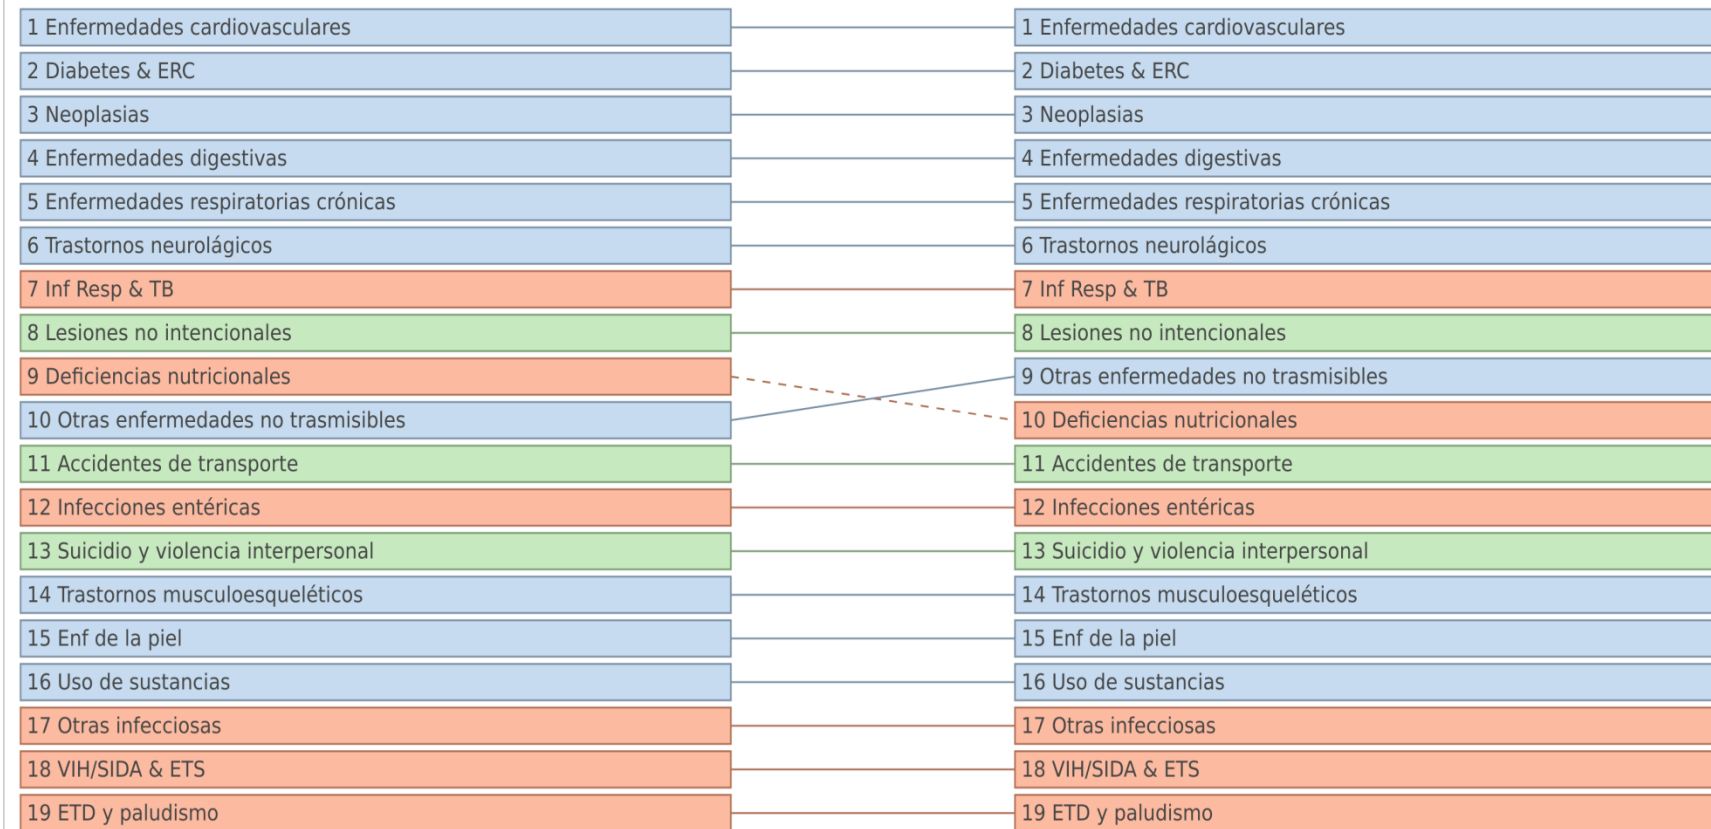 1 Enfermedades cardiovasculares
2 Diabetes & ERC
3 Neoplasias
4 Enfermedades digestivas
5 Enfermedades respiratorias crónicas
6 Trastornos neurolágicos
7 Inf Resp & TB
8 Lesiones no intencionales
9 Deficiencias nutricionales
10 Otras enfermedades no trasmisibles
11 Accidentes de transporte
12 Infecciones entéricas
13 Suicidio y violencia interpersonal
14 Trastornos musculoesqueléticos
15 Enf de la piel
16 Uso de sustancias
17 Otras infecciosas
18 VIH/SIDA & ETS
19 ETD y paludismo
1 Enfermedades cardiovasculares
2 Diabetes & ERC
3 Neoplasias
4 Enfermedades digestivas
5 Enfermedades respiratorias crónicas
6 Trastornos neurolágicos
7 Inf Resp & TB
8 Lesiones no intencionales
9 Otras enfermedades no trasmisibles
10 Deficiencias nutricionales
11 Accidentes de transporte
12 Infecciones entéricas
13 Suicidio y violencia interpersonal
14 Trastornos musculoesqueléticos
15 Enf de la piel
16 Uso de sustancias
17 Otras infecciosas
18 VIH/SIDA & ETS
19 ETD y paludismo